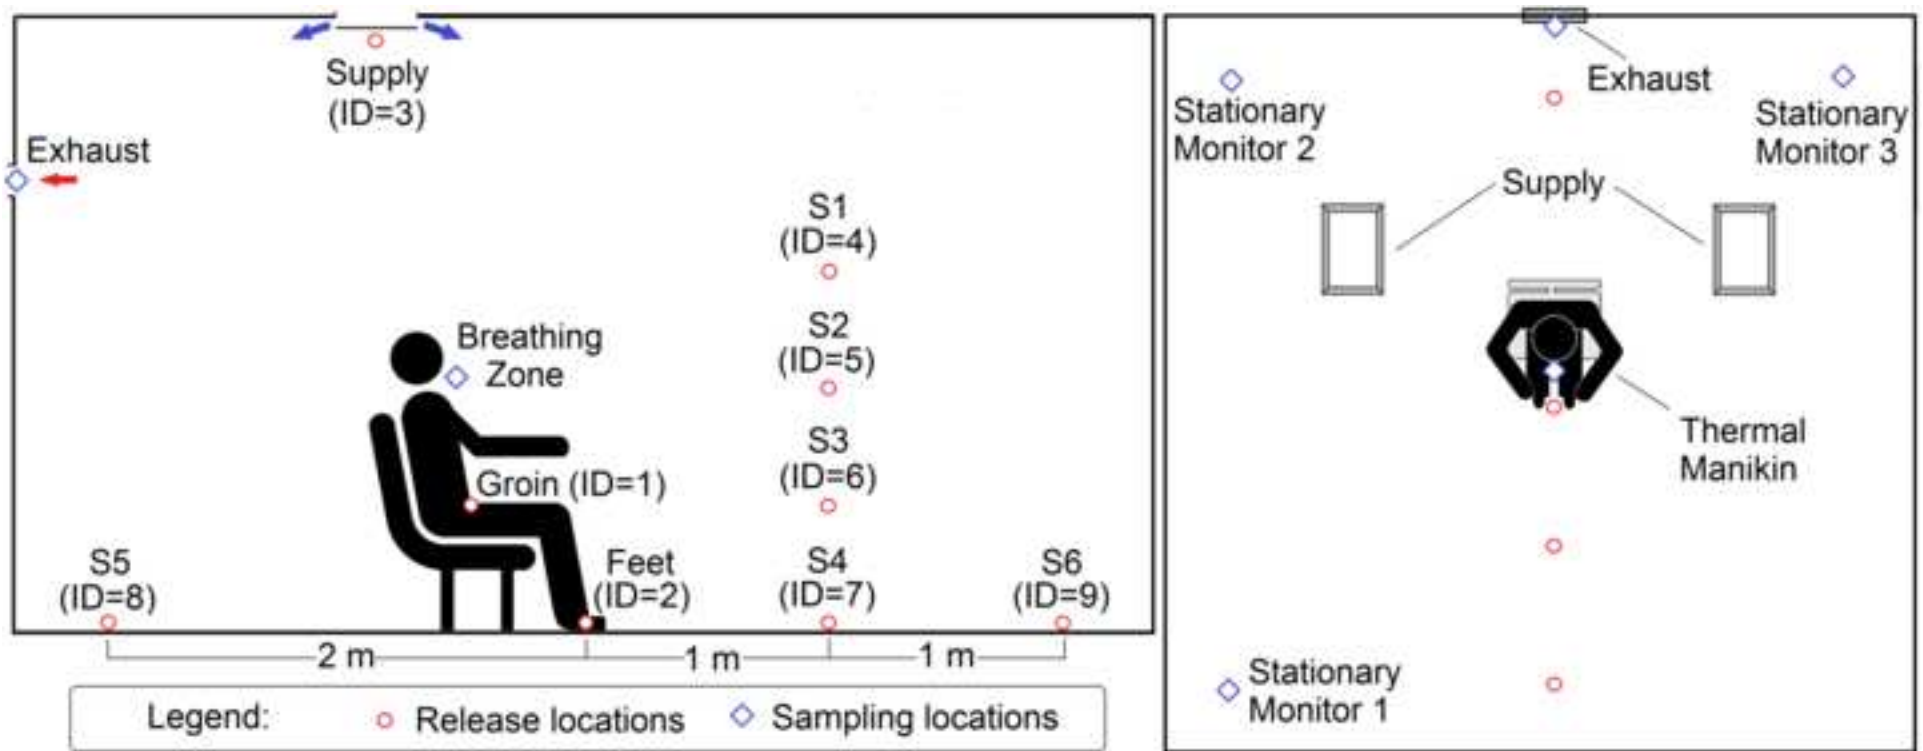 Supply
(ID=3)
Exhaust
S1
(ID=4)
S2
(ID=5)
Breathing
Zone
S3
(ID=6)
Groin (ID=1)
S5
(ID=8)
Feet
(ID=2)
S4
(ID=7)
S6
(ID=9)
2 m
1 m
1 m
Legend:
Release locations
Sampling locations
Exhaust
Stationary
Monitor 2
Stationary
Monitor 3
Supply
Thermal
Manikin
Stationary
Monitor 1